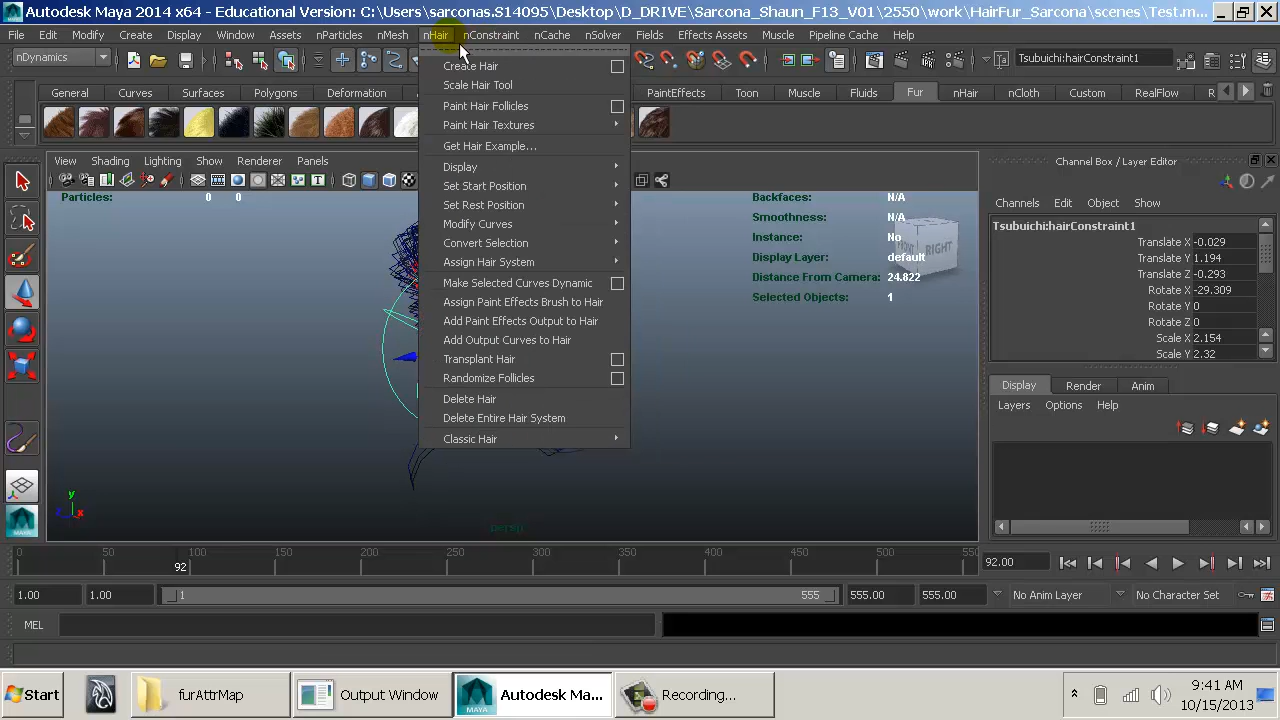 Autodesk Maya 2014 x64 - Educational Version: C:\Users\sarconas.S14095\Desktop\D_DRIVE\Sarcona_Shaun_F13_V01\2550\work\HairFur_Sarcona\scenes\Test.m...
File Edit Modify Create Display Window Assets nParticles nMesh nHair nConstraint nCache nSolver Fields Effects Assets Muscle Pipeline Cache Help
nDynamics
Tsubuichi:hairConstraint1
General Curves Surfaces Polygons Deformation PaintEffects Toon Muscle Fluids Fur nHair nCloth Custom RealFlow R
Create Hair
Scale Hair Tool
Paint Hair Follicles
Paint Hair Textures
Get Hair Example...
Display
Set Start Position
Set Rest Position
Modify Curves
Convert Selection
Assign Hair System
Make Selected Curves Dynamic
Assign Paint Effects Brush to Hair
Add Paint Effects Output to Hair
Add Output Curves to Hair
Transplant Hair
Randomize Follicles
Delete Hair
Delete Entire Hair System
Classic Hair
View Shading Lighting Show Renderer Panels
Particles: 0 0
Backfaces: N/A
Smoothness: N/A
Instance: No
Display Layer: default
Distance From Camera: 24.822
Selected Objects: 1
RIGHT
y
x
persp
Channel Box / Layer Editor
Channels Edit Object Show
Tsubuichi:hairConstraint1
Translate X -0.029
Translate Y 1.194
Translate Z -0.293
Rotate X -29.309
Rotate Y 0
Rotate Z 0
Scale X 2.154
Scale Y 2.32
Display Render Anim
Layers Options Help
0 50 100 150 200 250 300 350 400 450 500 550
92
92.00
1.00 1.00 1 555 555.00 555.00 No Anim Layer No Character Set
MEL
Start furAttrMap Output Window Autodesk Ma... Recording...
MAYA
9:41 AM
10/15/2013